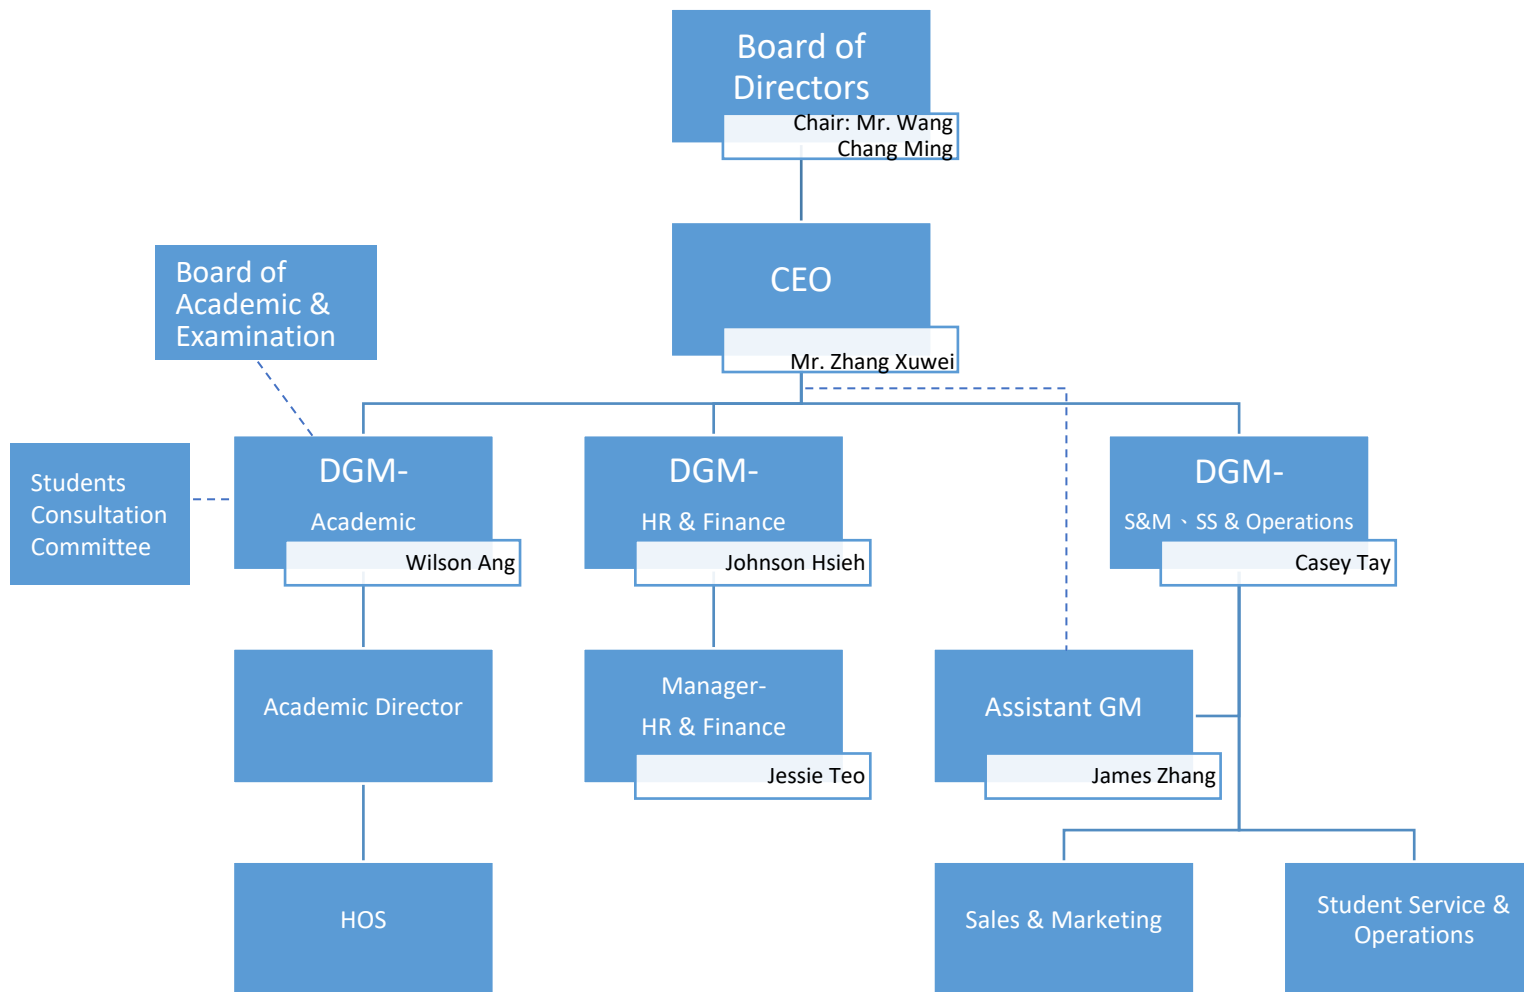 Board of
Directors
Chair: Mr. Wang
Chang Ming
CEO
Mr. Zhang Xuwei
Board of
Academic &
Examination
Students
Consultation
Committee
DGM-
Academic
Wilson Ang
DGM-
HR & Finance
Johnson Hsieh
DGM-
S&M、SS & Operations
Casey Tay
Academic Director
Manager-
HR & Finance
Jessie Teo
Assistant GM
James Zhang
HOS
Sales & Marketing
Student Service &
Operations